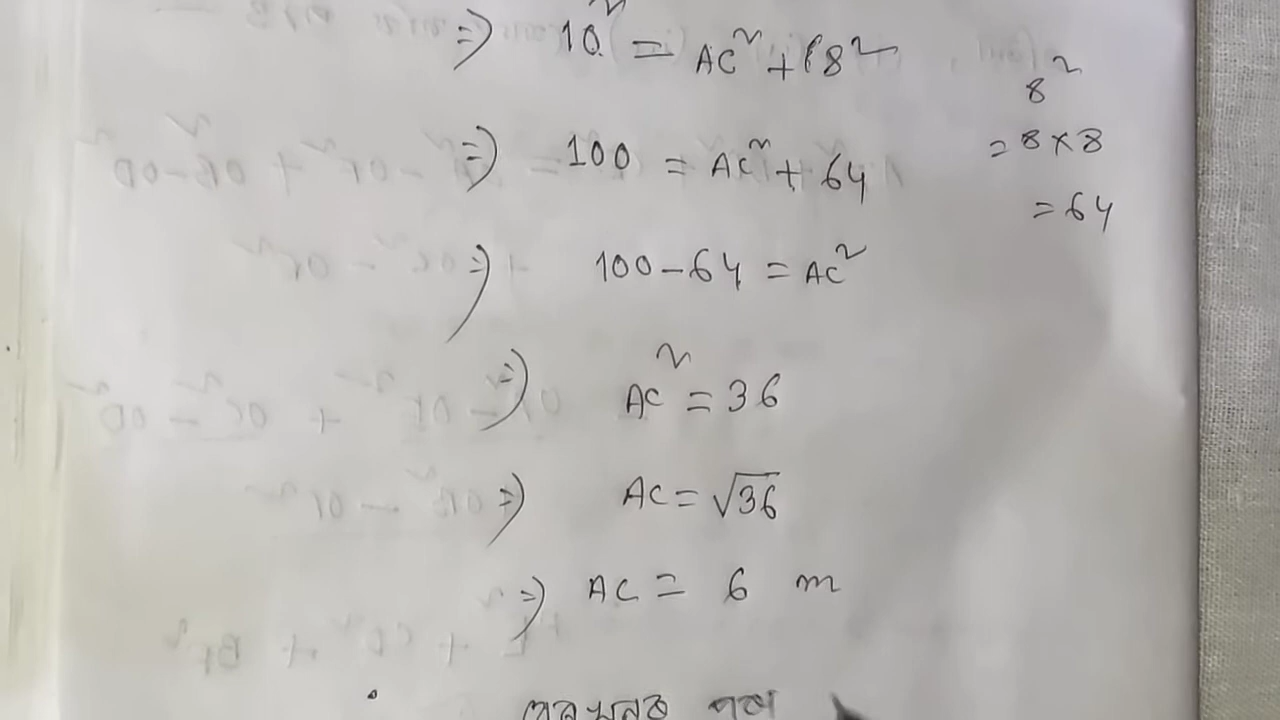 ⇒ 10² = AC² + 8²
⇒ 100 = AC² + 64
⇒ 100 - 64 = AC²
⇒ AC² = 36
⇒ AC = √36
⇒ AC = 6 m
8²
= 8 × 8
= 64